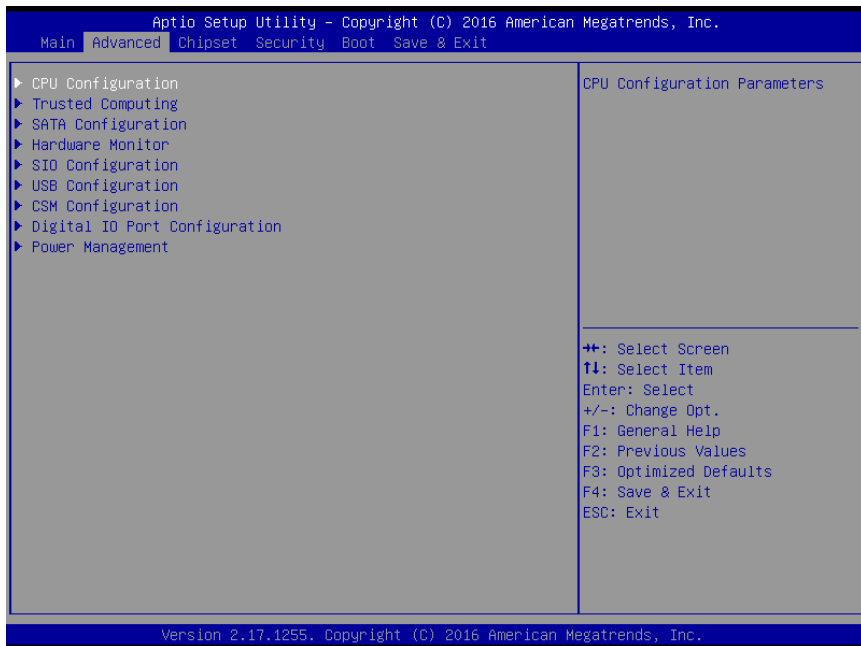 Aptio Setup Utility – Copyright (C) 2016 American Megatrends, Inc.
Main Advanced Chipset Security Boot Save & Exit
▶ CPU Configuration
▶ Trusted Computing
▶ SATA Configuration
▶ Hardware Monitor
▶ SIO Configuration
▶ USB Configuration
▶ CSM Configuration
▶ Digital IO Port Configuration
▶ Power Management
CPU Configuration Parameters
→←: Select Screen
↑↓: Select Item
Enter: Select
+/-: Change Opt.
F1: General Help
F2: Previous Values
F3: Optimized Defaults
F4: Save & Exit
ESC: Exit
Version 2.17.1255. Copyright (C) 2016 American Megatrends, Inc.